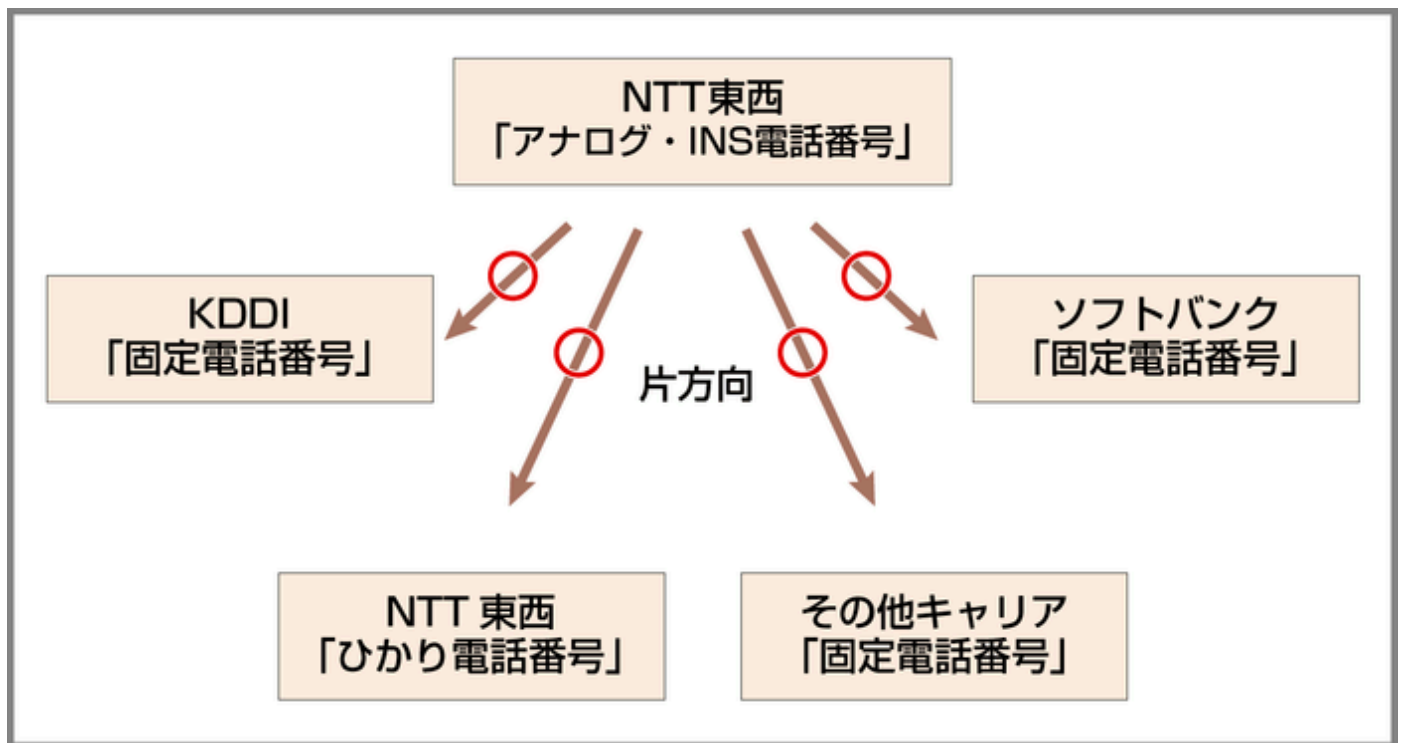 NTT東西
「アナログ・INS電話番号」
KDDI
「固定電話番号」
ソフトバンク
「固定電話番号」
片方向
NTT 東西
「ひかり電話番号」
その他キャリア
「固定電話番号」